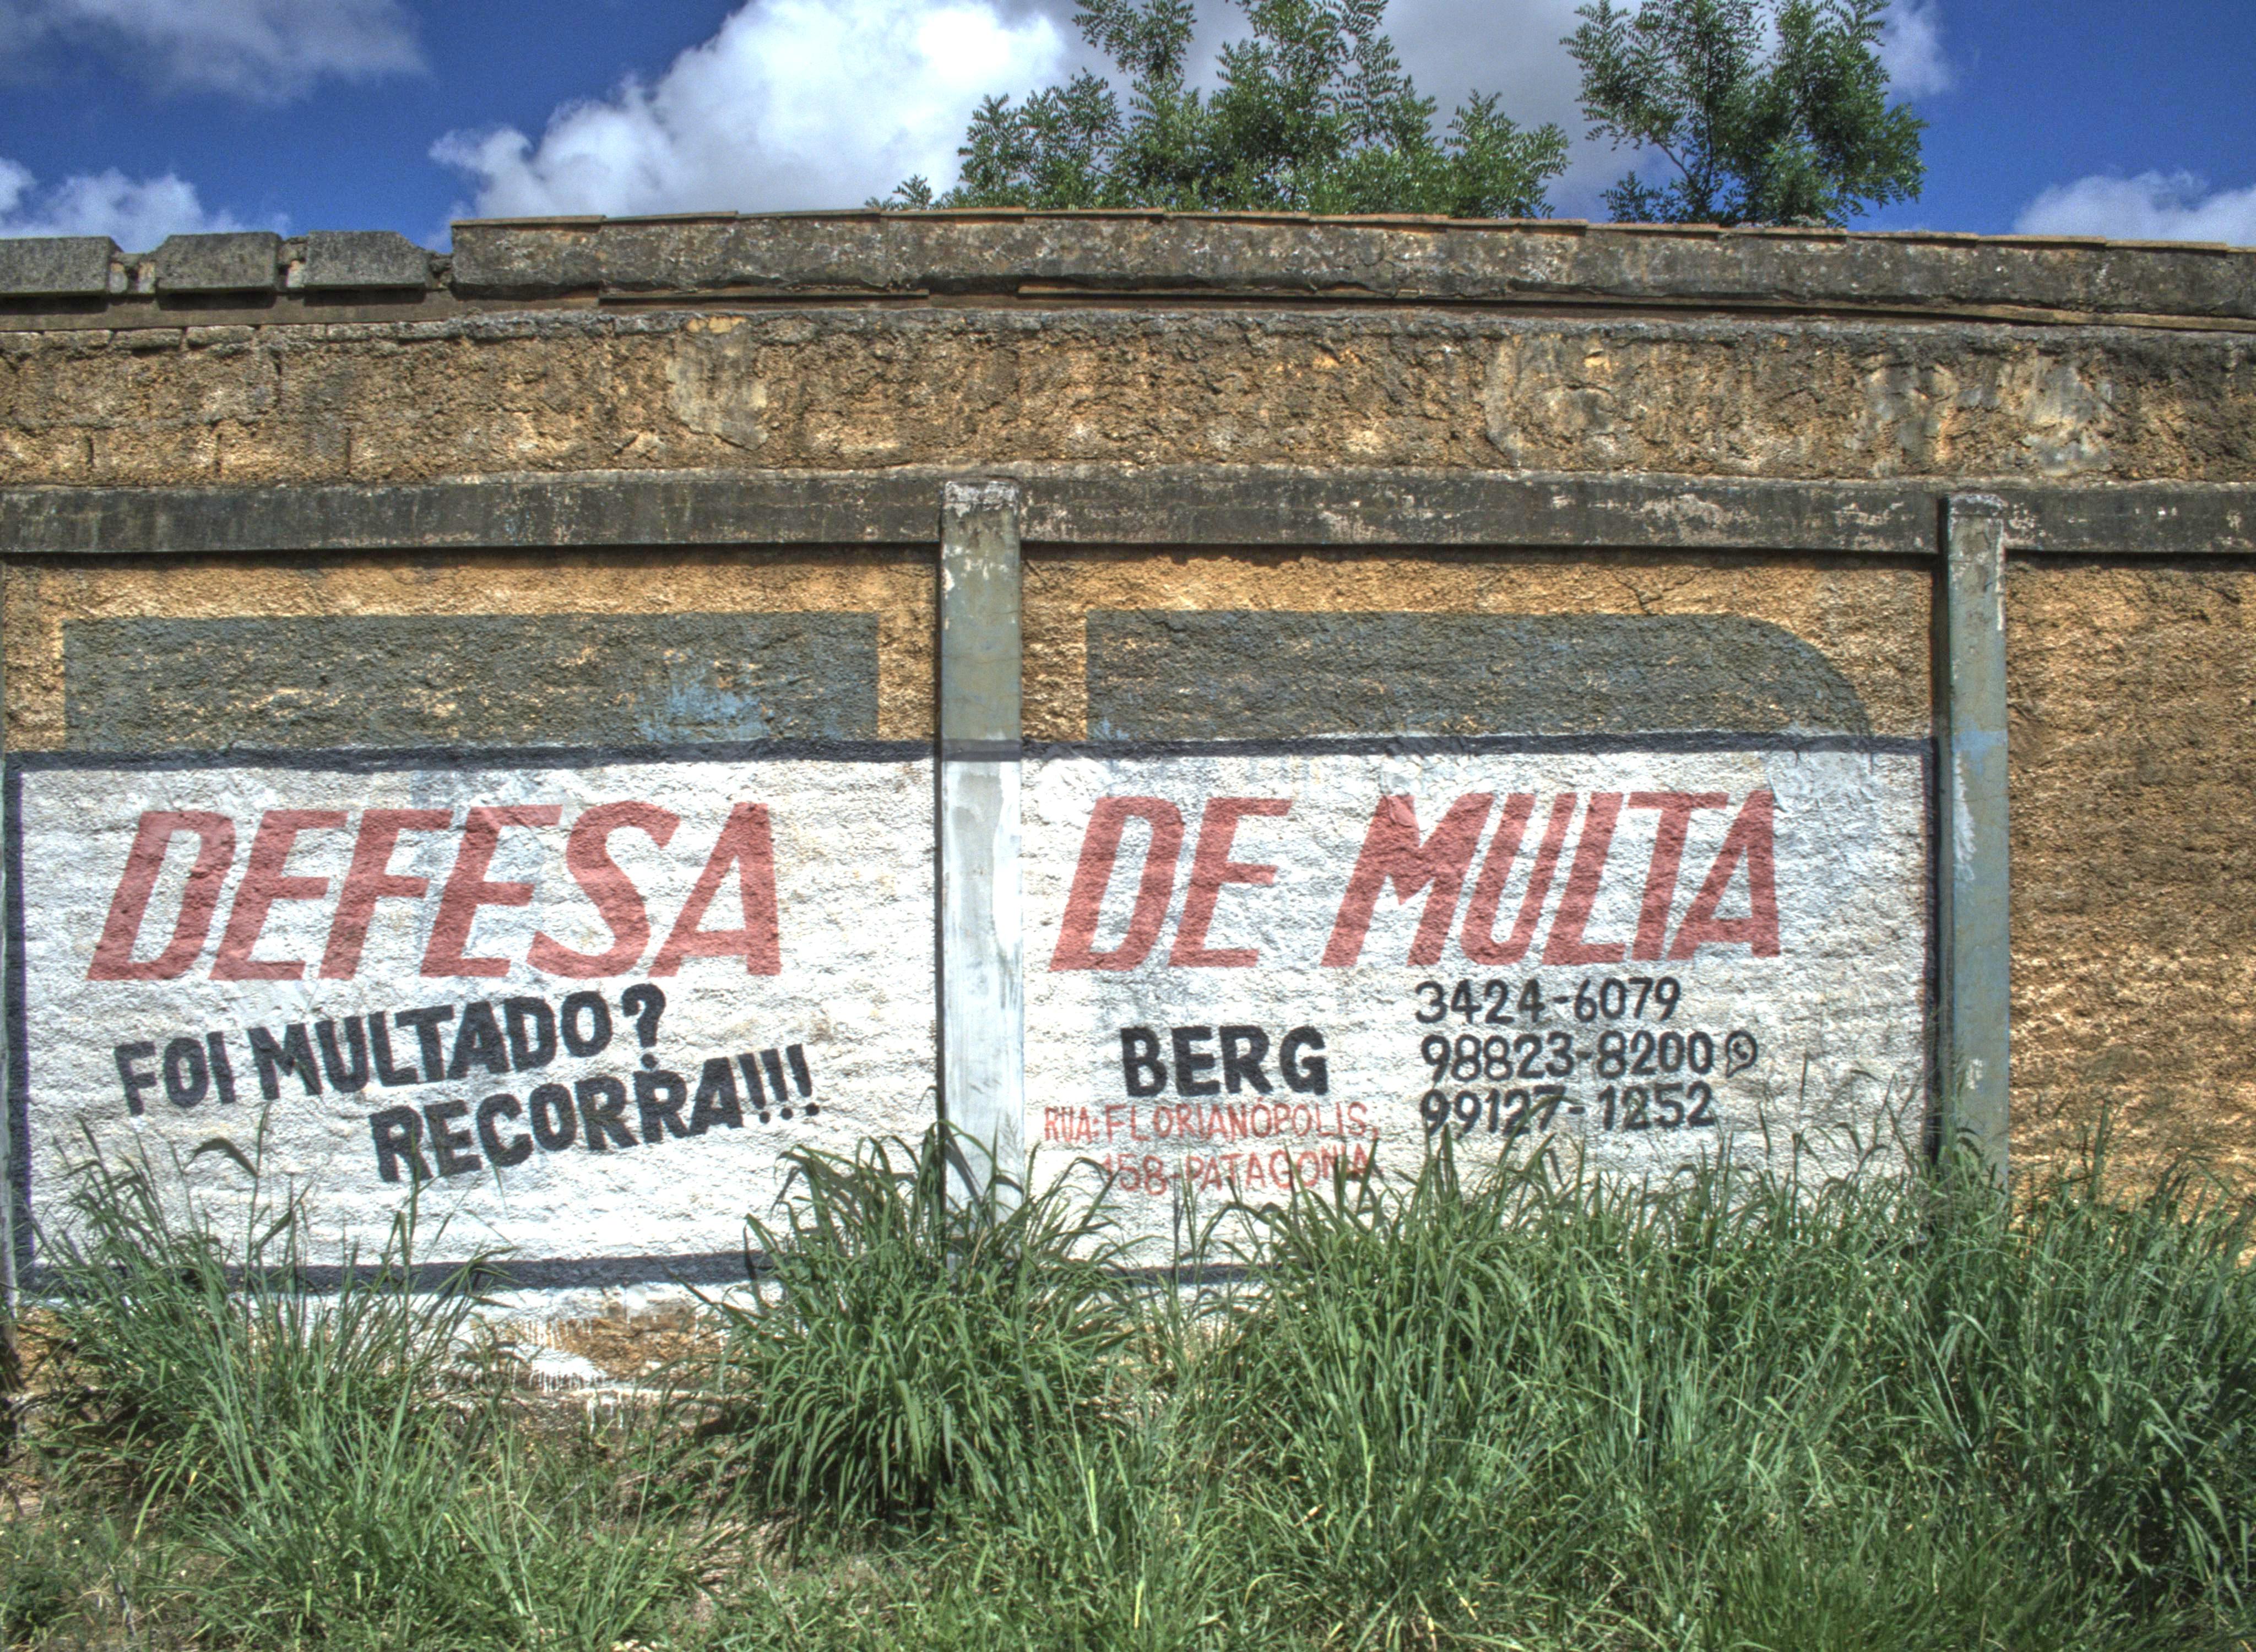 DEFESA DE MULTA
FOI MULTADO?
RECORRA!!!
BERG
RUA: FLORIANÓPOLIS,
158-PATAGONIA
3424-6079
98823-8200
99127-1252